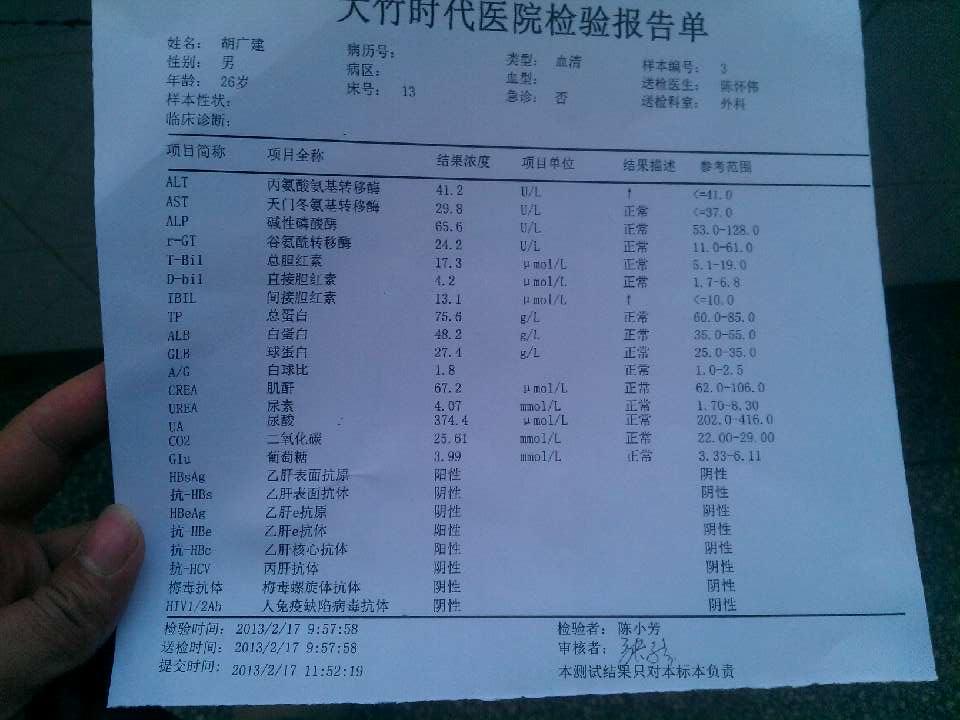 大竹时代医院检验报告单
姓名： 胡广建 病历号： 类型： 血清 样本编号： 3
性别： 男 病区： 血型： 送检医生： 陈怀伟
年龄： 26岁 床号： 13 急诊： 否 送检科室： 外科
样本性状：
临床诊断：
项目简称 项目全称 结果浓度 项目单位 结果描述 参考范围
ALT 丙氨酸氨基转移酶 41.2 U/L ↑ <=41.0
AST 天门冬氨基转移酶 29.8 U/L 正常 <=37.0
ALP 碱性磷酸酶 65.6 U/L 正常 53.0-128.0
r-GT 谷氨酰转移酶 24.2 U/L 正常 11.0-61.0
T-Bil 总胆红素 17.3 μmol/L 正常 5.1-19.0
D-bil 直接胆红素 4.2 μmol/L 正常 1.7-6.8
IBIL 间接胆红素 13.1 μmol/L ↑ <=10.0
TP 总蛋白 75.6 g/L 正常 60.0-85.0
ALB 白蛋白 48.2 g/L 正常 35.0-55.0
GLB 球蛋白 27.4 g/L 正常 25.0-35.0
A/G 白球比 1.8 正常 1.0-2.5
CREA 肌酐 67.2 μmol/L 正常 62.0-106.0
UREA 尿素 4.07 mmol/L 正常 1.70-8.30
UA 尿酸 374.4 μmol/L 正常 202.0-416.0
CO2 二氧化碳 25.61 mmol/L 正常 22.00-29.00
Glu 葡萄糖 3.99 mmol/L 正常 3.33-6.11
HBsAg 乙肝表面抗原 阳性 阴性
抗-HBs 乙肝表面抗体 阴性 阴性
HBeAg 乙肝e抗原 阴性 阴性
抗-HBe 乙肝e抗体 阳性 阴性
抗-HBc 乙肝核心抗体 阳性 阴性
抗-HCV 丙肝抗体 阴性 阴性
梅毒抗体 梅毒螺旋体抗体 阴性 阴性
HIV1/2Ab 人免疫缺陷病毒抗体 阴性 阴性
检验时间： 2013/2/17 9:57:58 检验者： 陈小芳
送检时间： 2013/2/17 9:57:58 审核者：
提交时间： 2013/2/17 11:52:19 本测试结果只对本标本负责